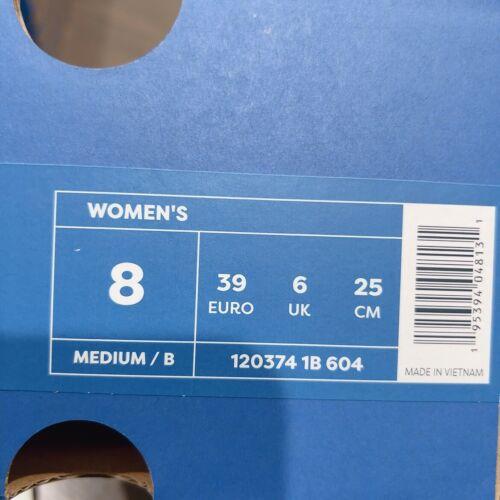 WOMEN'S
8
39 6 25
EURO UK CM
MEDIUM / B 120374 1B 604
1 95394 04813 1
MADE IN VIETNAM